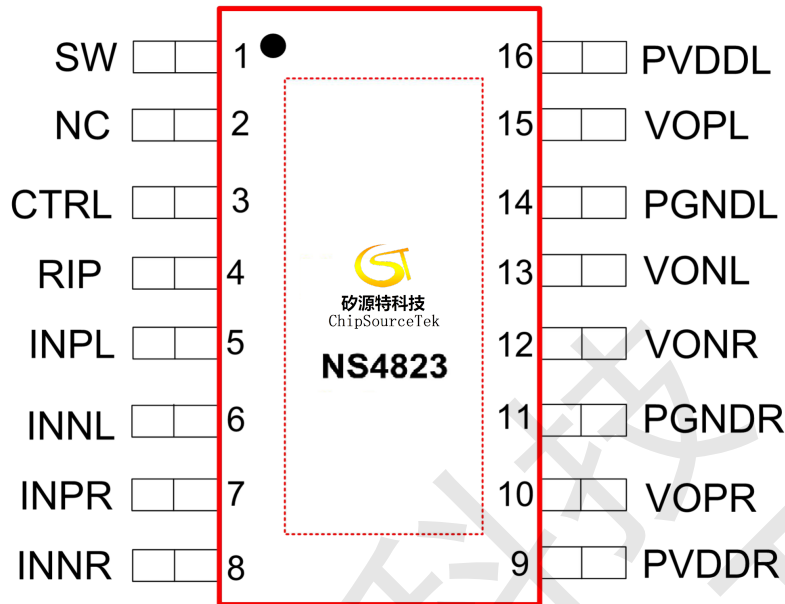 SW 1 16 PVDDL
NC 2 15 VOPL
CTRL 3 14 PGNDL
RIP 4 13 VONL
INPL 5 12 VONR
INNL 6 11 PGNDR
INPR 7 10 VOPR
INNR 8 9 PVDDR
矽源特科技
ChipSourceTek
NS4823
科技